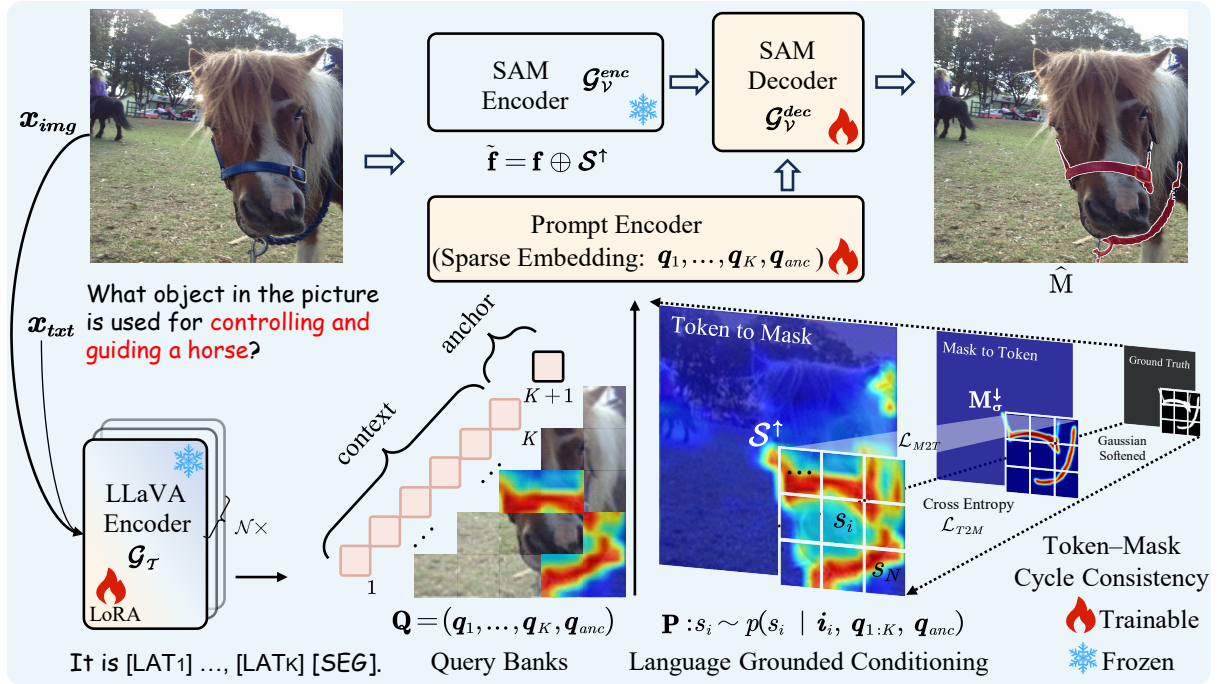 x_img
SAM
Encoder
𝒢_𝒱^enc
SAM
Decoder
𝒢_𝒱^dec
f̃ = f ⊕ 𝒮↑
Prompt Encoder
(Sparse Embedding: q_1, ..., q_K, q_anc)
M̂
x_txt
What object in the picture
is used for controlling and
guiding a horse?
anchor
K+1
context
K
1
LLaVA
Encoder
𝒢_𝒯
LoRA
𝒩×
It is [LAT1] ..., [LATK] [SEG].
Q = (q_1, ..., q_K, q_anc)
Query Banks
Token to Mask
𝒮↑
...
s_i
s_N
P : s_i ∼ p(s_i | i_i, q_{1:K}, q_anc)
Language Grounded Conditioning
Mask to Token
M_σ^↓
ℒ_M2T
Cross Entropy
ℒ_T2M
Ground Truth
Gaussian
Softened
Token–Mask
Cycle Consistency
Trainable
Frozen